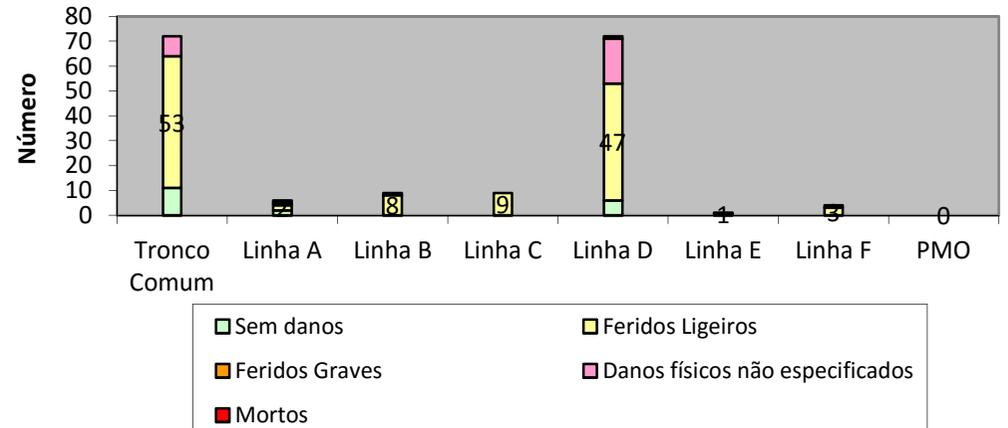 80
70
60
50
40
30
20
10
0
Número
53
2
8
9
47
1
3
0
Tronco Comum
Linha A
Linha B
Linha C
Linha D
Linha E
Linha F
PMO
Sem danos
Feridos Ligeiros
Feridos Graves
Danos físicos não especificados
Mortos